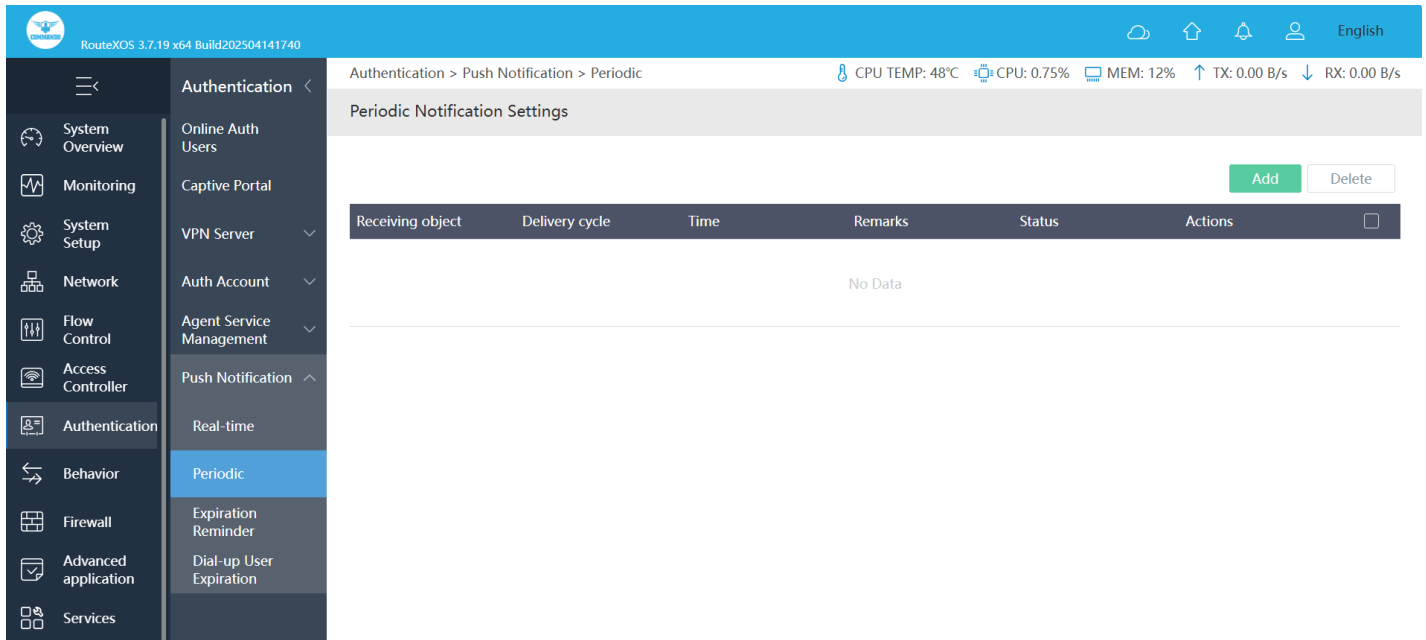 COMMANDO
RouteXOS 3.7.19 x64 Build202504141740
English
Authentication
Authentication > Push Notification > Periodic
CPU TEMP: 48℃
CPU: 0.75%
MEM: 12%
TX: 0.00 B/s
RX: 0.00 B/s
Periodic Notification Settings
System
Overview
Monitoring
System
Setup
Network
Flow
Control
Access
Controller
Authentication
Behavior
Firewall
Advanced
application
Services
Online Auth
Users
Captive Portal
VPN Server
Auth Account
Agent Service
Management
Push Notification
Real-time
Periodic
Expiration
Reminder
Dial-up User
Expiration
Add
Delete
Receiving object Delivery cycle Time Remarks Status Actions
No Data